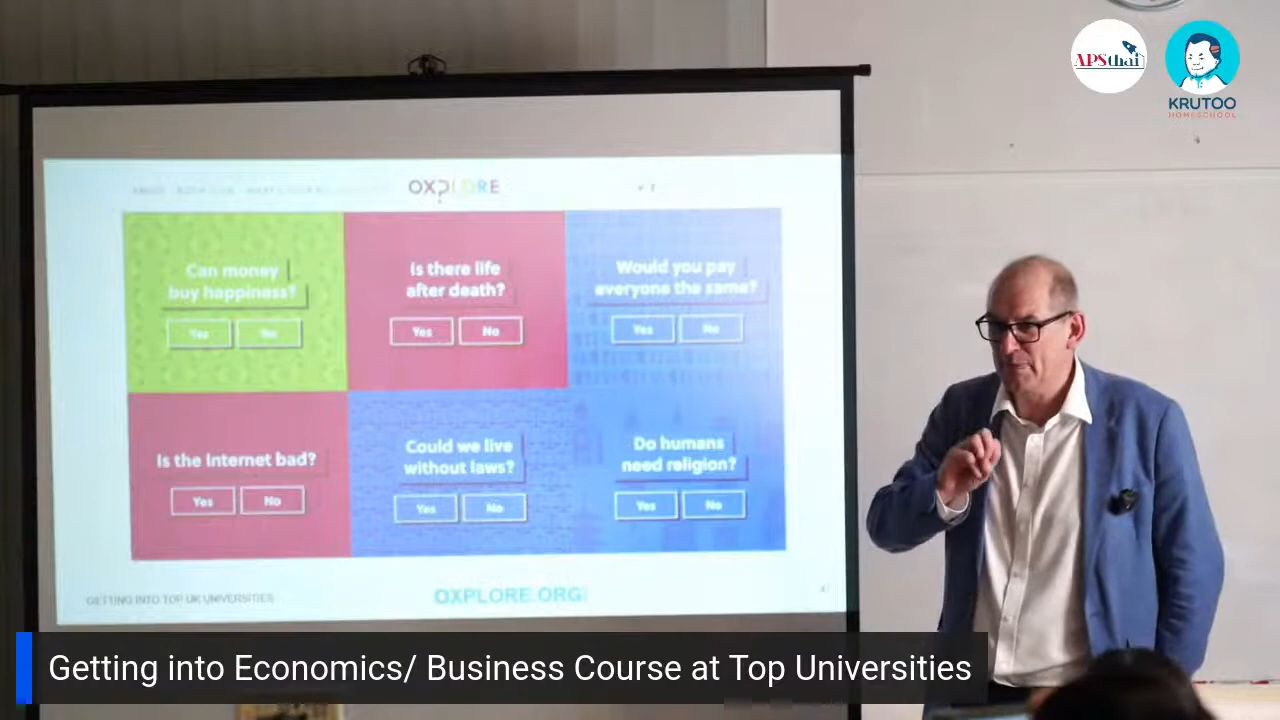 APSthai
KRUTOO
HOMESCHOOL
OXPLORE
Can money
buy happiness?
Yes
No
Is there life
after death?
Yes
No
Would you pay
everyone the same?
Yes
No
Is the Internet bad?
Yes
No
Could we live
without laws?
Yes
No
Do humans
need religion?
Yes
No
GETTING INTO TOP UK UNIVERSITIES
OXPLORE.ORG
Getting into Economics/ Business Course at Top Universities